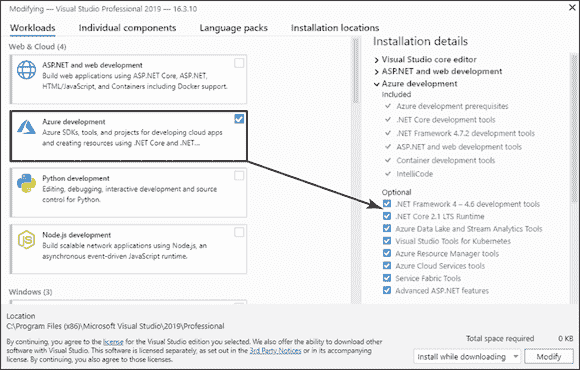 Modifying — Visual Studio Professional 2019 — 16.3.10
Workloads
Individual components
Language packs
Installation locations
Web & Cloud (4)
ASP.NET and web development
Build web applications using ASP.NET Core, ASP.NET,
HTML/JavaScript, and Containers including Docker support.
Azure development
Azure SDKs, tools, and projects for developing cloud apps
and creating resources using .NET Core and .NET...
Python development
Editing, debugging, interactive development and source
control for Python.
Node.js development
Build scalable network applications using Node.js, an
asynchronous event-driven JavaScript runtime.
Windows (3)
Installation details
Visual Studio core editor
ASP.NET and web development
Azure development
Included
Azure development prerequisites
.NET Core development tools
.NET Framework 4.7.2 development tools
ASP.NET and web development tools
Container development tools
IntelliCode
Optional
.NET Framework 4 – 4.6 development tools
.NET Core 2.1 LTS Runtime
Azure Data Lake and Stream Analytics Tools
Visual Studio Tools for Kubernetes
Azure Resource Manager tools
Azure Cloud Services tools
Service Fabric Tools
Advanced ASP.NET features
Location
C:\Program Files (x86)\Microsoft Visual Studio\2019\Professional
By continuing, you agree to the license for the Visual Studio edition you selected. We also offer the ability to download other
software with Visual Studio. This software is licensed separately, as set out in the 3rd Party Notices or in its accompanying
license. By continuing, you also agree to those licenses.
Total space required 0 KB
Install while downloading
Modify